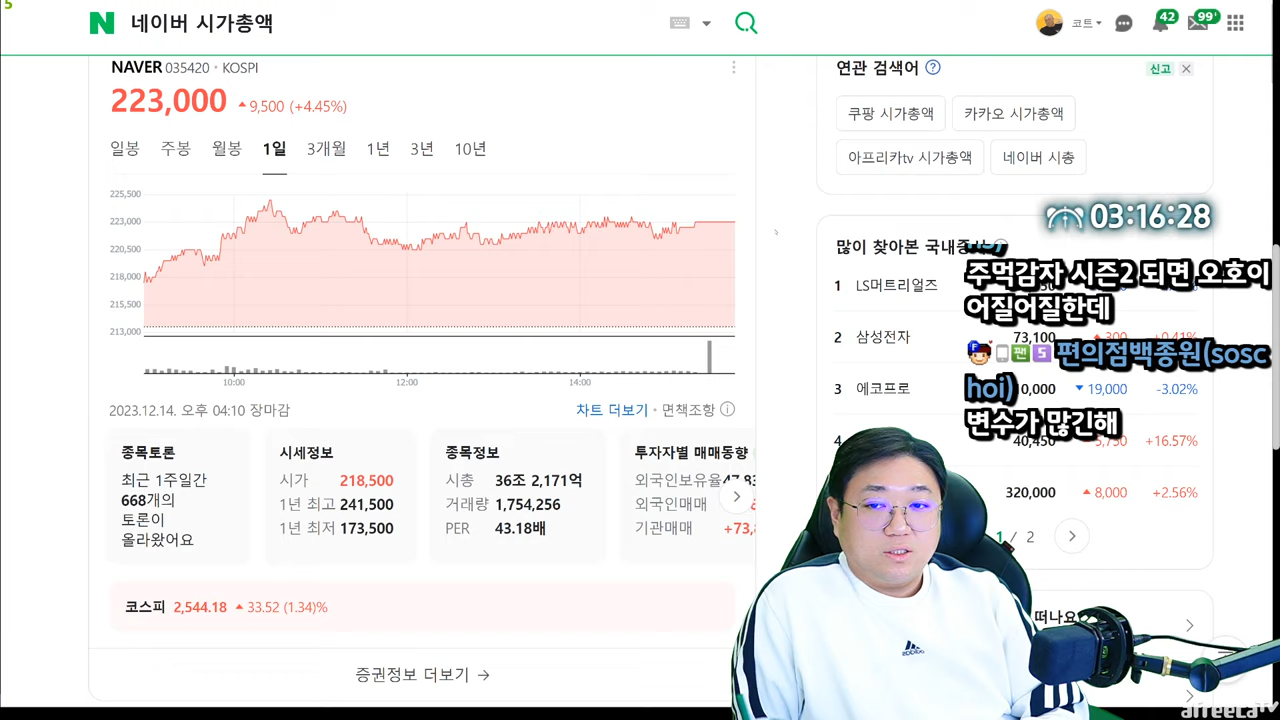 5
N 네이버 시가총액
코트
42
99+
NAVER 035420 · KOSPI
223,000 ▲ 9,500 (+4.45%)
일봉 주봉 월봉 1일 3개월 1년 3년 10년
225,500
223,000
220,500
218,000
215,500
213,000
10:00 12:00 14:00
2023.12.14. 오후 04:10 장마감
차트 더보기 · 면책조항
종목토론
최근 1주일간
668개의
토론이
올라왔어요
시세정보
시가 218,500
1년 최고 241,500
1년 최저 173,500
종목정보
시총 36조 2,171억
거래량 1,754,256
PER 43.18배
투자자별 매매동향
외국인보유율
외국인매매
기관매매
코스피 2,544.18 ▲ 33.52 (1.34)%
증권정보 더보기 →
연관 검색어 ?
신고 ×
쿠팡 시가총액
카카오 시가총액
아프리카tv 시가총액
네이버 시총
03:16:28
많이 찾아본 국내증
1 LS머트리얼즈
2 삼성전자 73,100 ▲ 300 +0.41%
3 에코프로 ▼ 19,000 -3.02%
4 40,450 5,750 +16.57%
320,000 ▲ 8,000 +2.56%
1 / 2
주먹감자 시즌2 되면 오호이
어질어질한데
편의점백종원(sosc
hoi)
변수가 많긴해
떠나요
adidas
afreecaTV